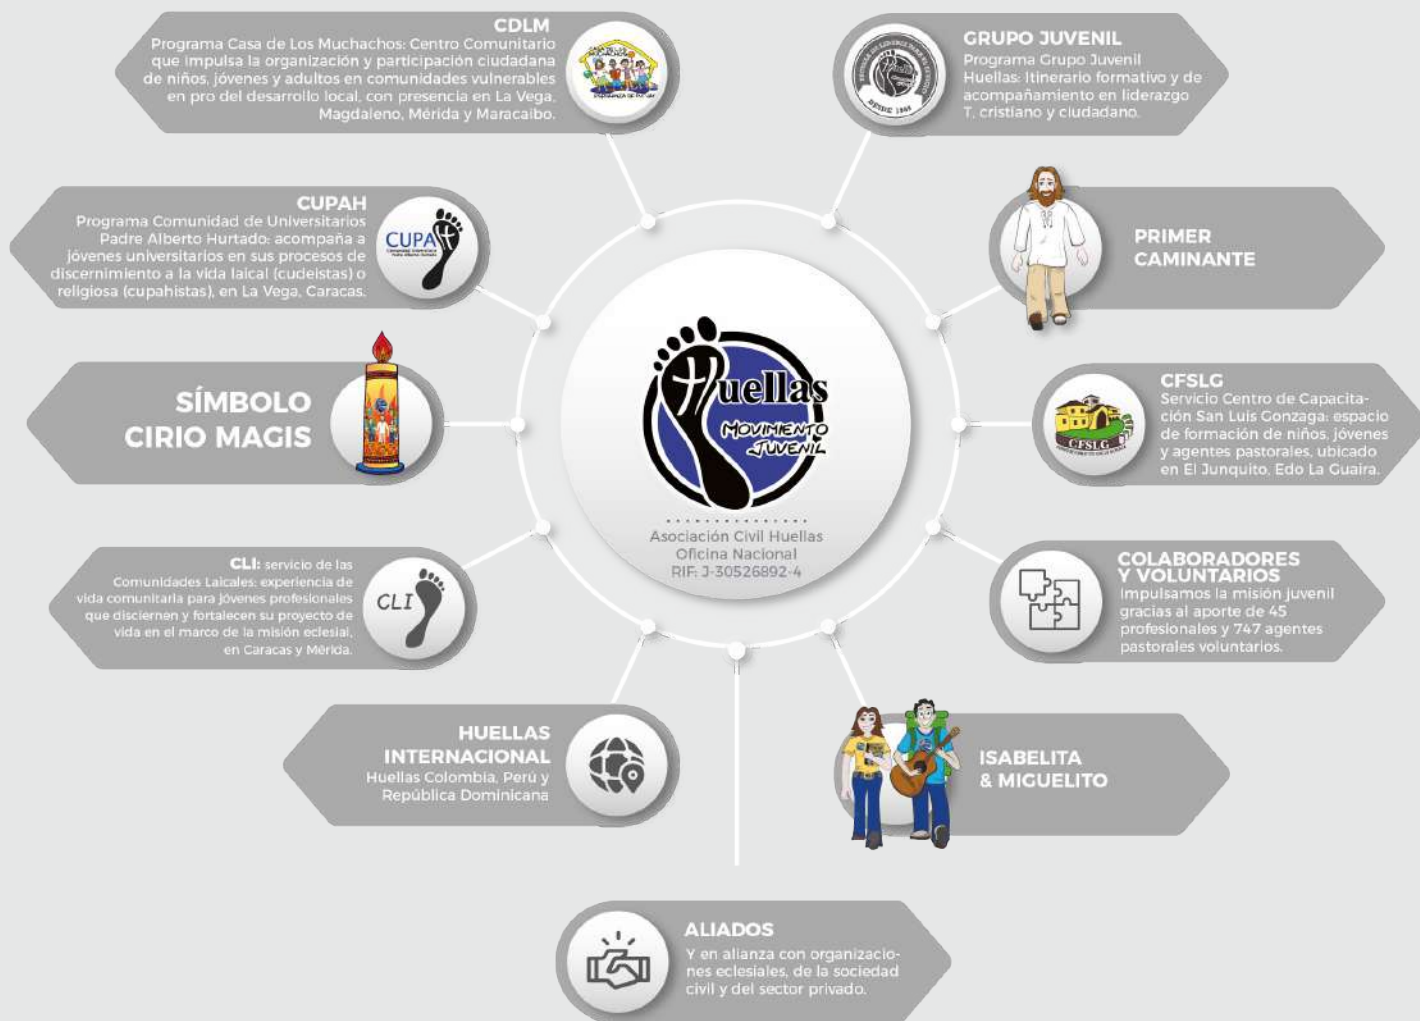 CDLM
Programa Casa de Los Muchachos: Centro Comunitario
que impulsa la organización y participación ciudadana
de niños, jóvenes y adultos en comunidades vulnerables
en pro del desarrollo local, con presencia en La Vega,
Magdaleno, Mérida y Maracaibo.
GRUPO JUVENIL
Programa Grupo Juvenil
Huellas: Itinerario formativo y de
acompañamiento en liderazgo
T, cristiano y ciudadano.
DESDE 1968
CUPAH
Programa Comunidad de Universitarios
Padre Alberto Hurtado: acompaña a
jóvenes universitarios en sus procesos de
discernimiento a la vida laical (cudeistas) o
religiosa (cupahistas), en La Vega, Caracas.
CUPA
PRIMER
CAMINANTE
SÍMBOLO
CIRIO MAGIS
Huellas
MOVIMIENTO
JUVENIL
Asociación Civil Huellas
Oficina Nacional
RIF: J-30526892-4
CFSLG
Servicio Centro de Capacita-
ción San Luis Gonzaga: espacio
de formación de niños, jóvenes
y agentes pastorales, ubicado
en El Junquito, Edo La Guaira.
CFSLG
CLI: servicio de las
Comunidades Laicales: experiencia de
vida comunitaria para jóvenes profesionales
que disciernen y fortalecen su proyecto de
vida en el marco de la misión eclesial,
en Caracas y Mérida.
CLI
COLABORADORES
Y VOLUNTARIOS
Impulsamos la misión juvenil
gracias al aporte de 45
profesionales y 747 agentes
pastorales voluntarios.
HUELLAS
INTERNACIONAL
Huellas Colombia, Perú y
República Dominicana
ISABELITA
& MIGUELITO
ALIADOS
Y en alianza con organizacio-
nes eclesiales, de la sociedad
civil y del sector privado.